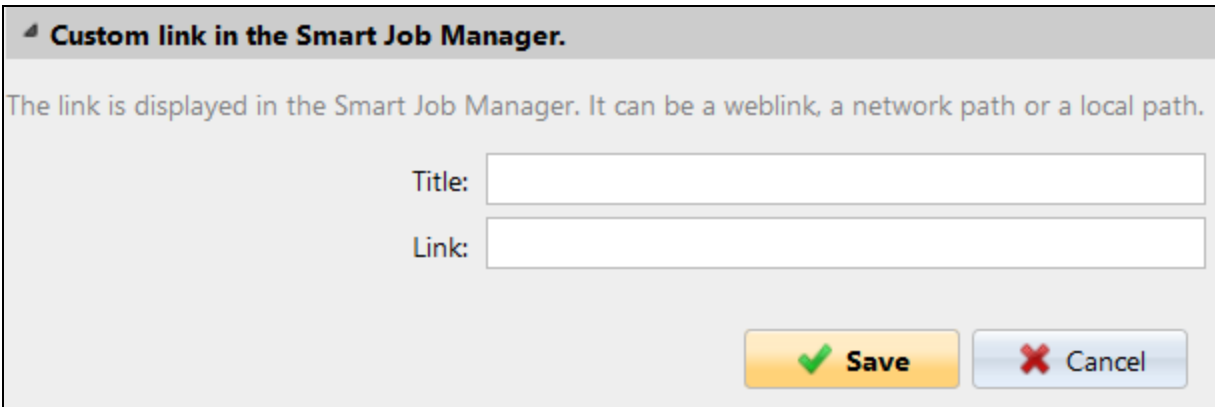 Custom link in the Smart Job Manager.
The link is displayed in the Smart Job Manager. It can be a weblink, a network path or a local path.
Title:
Link:
Save Cancel